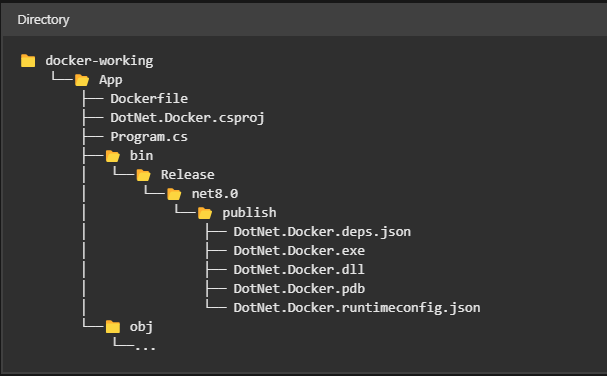 Directory
docker-working
App
Dockerfile
DotNet.Docker.csproj
Program.cs
bin
Release
net8.0
publish
DotNet.Docker.deps.json
DotNet.Docker.exe
DotNet.Docker.dll
DotNet.Docker.pdb
DotNet.Docker.runtimeconfig.json
obj
...